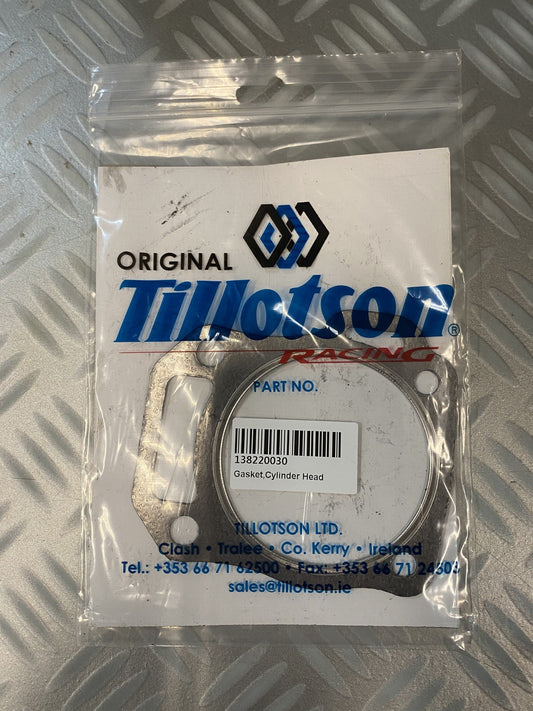 ORIGINAL
Tillotson®
RACING
PART NO.
138220030
Gasket,Cylinder Head
TILLOTSON LTD.
Clash • Tralee • Co. Kerry • Ireland
Tel.: +353 66 71 62500 • Fax: +353 66 71 24503
sales@tillotson.ie